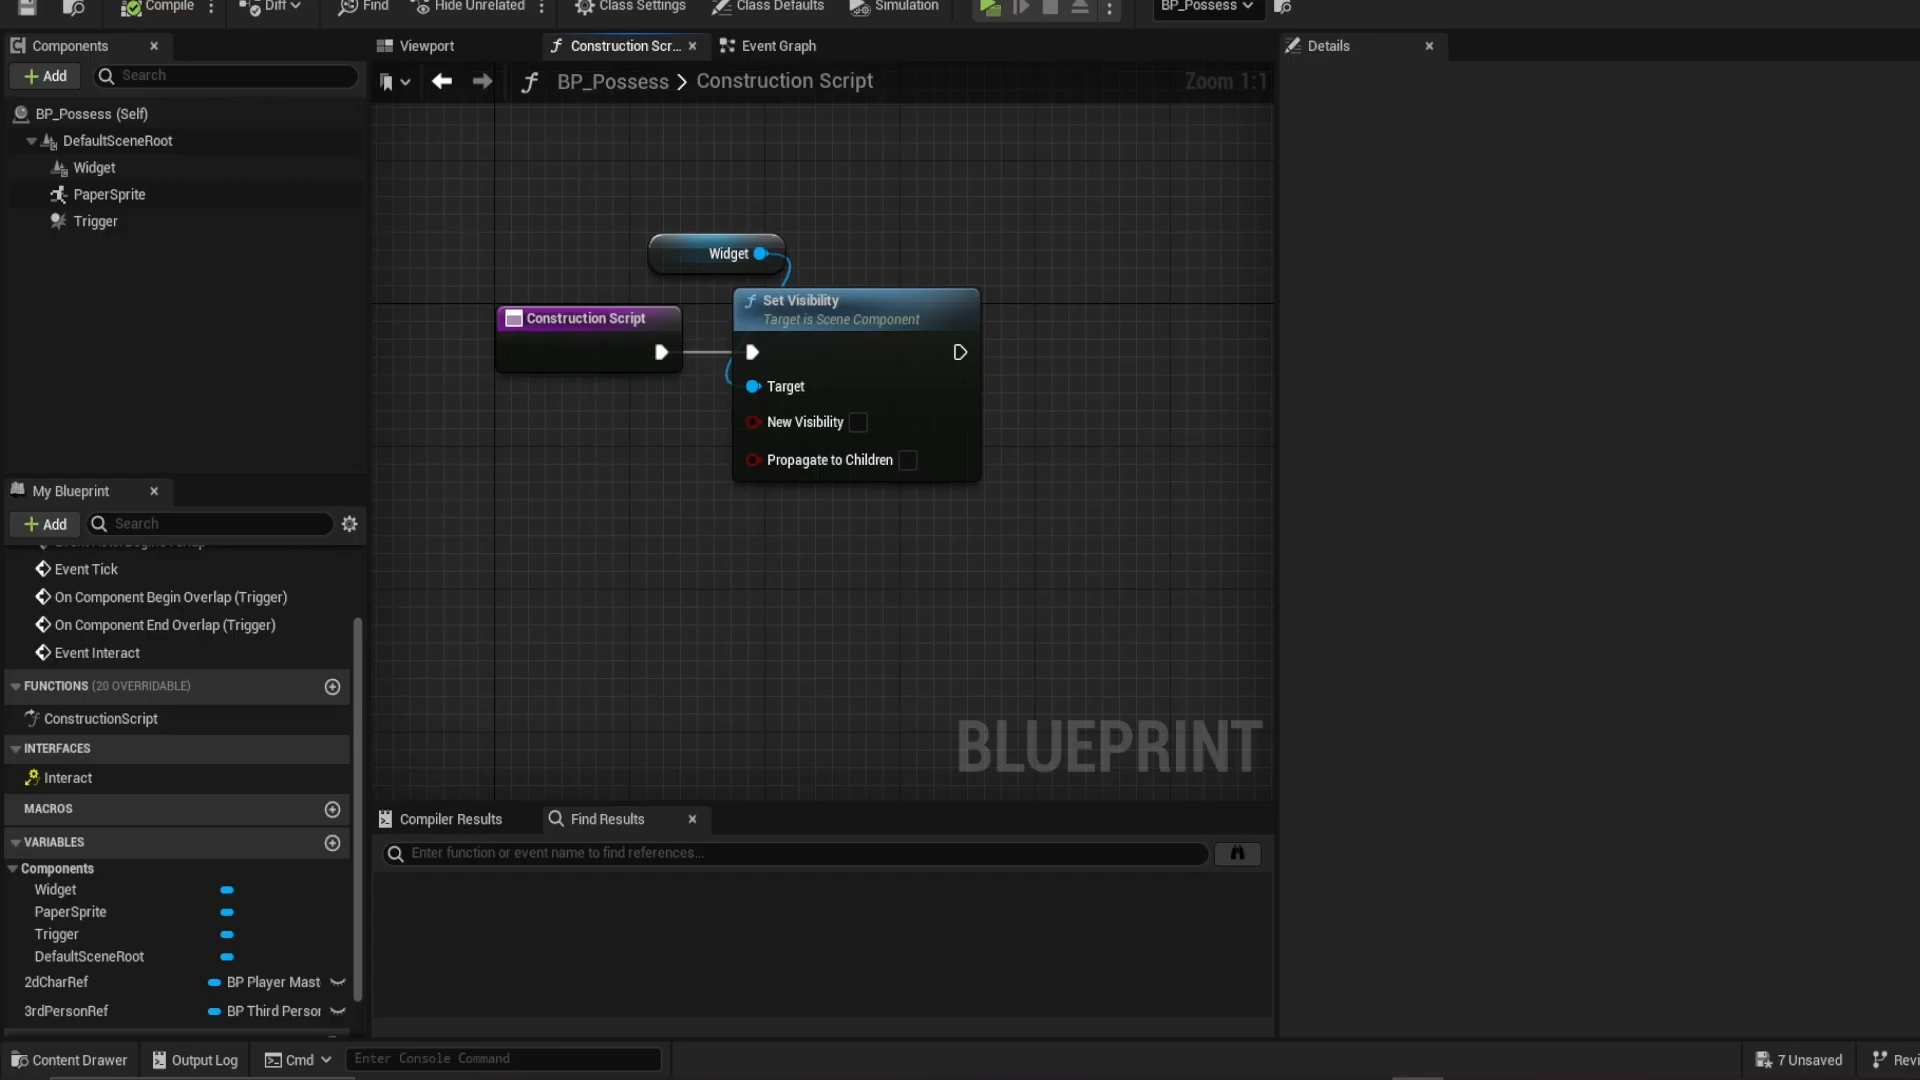 Compile
Diff
Find
Hide Unrelated
Class Settings
Class Defaults
Simulation
BP_Possess
Components
Viewport
Construction Scr...
Event Graph
Details
Add
Search
BP_Possess > Construction Script
Zoom 1:1
BP_Possess (Self)
DefaultSceneRoot
Widget
PaperSprite
Trigger
Widget
Construction Script
Set Visibility
Target is Scene Component
Target
New Visibility
Propagate to Children
BLUEPRINT
My Blueprint
Add
Search
Event Tick
On Component Begin Overlap (Trigger)
On Component End Overlap (Trigger)
Event Interact
FUNCTIONS (20 OVERRIDABLE)
ConstructionScript
INTERFACES
Interact
MACROS
VARIABLES
Components
Widget
PaperSprite
Trigger
DefaultSceneRoot
2dCharRef BP Player Mast
3rdPersonRef BP Third Person
Compiler Results
Find Results
Enter function or event name to find references...
Content Drawer
Output Log
Cmd
Enter Console Command
7 Unsaved
Revi